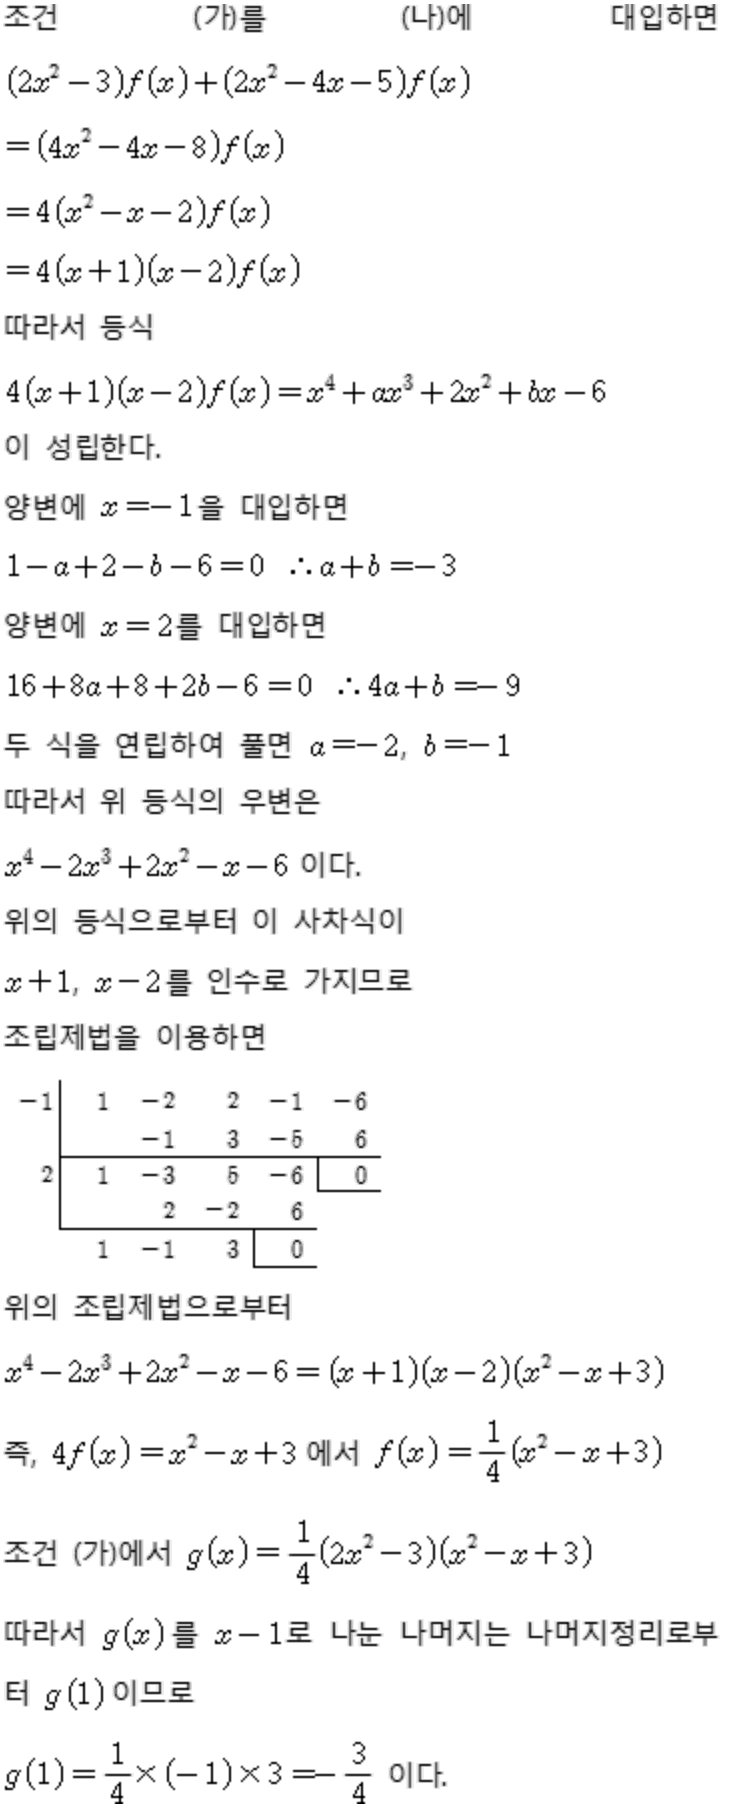 조건 (가)를 (나)에 대입하면
(2x²−3)f(x)+(2x²−4x−5)f(x)
=(4x²−4x−8)f(x)
=4(x²−x−2)f(x)
=4(x+1)(x−2)f(x)
따라서 등식
4(x+1)(x−2)f(x)=x⁴+ax³+2x²+bx−6
이 성립한다.
양변에 x=−1을 대입하면
1−a+2−b−6=0 ∴a+b=−3
양변에 x=2를 대입하면
16+8a+8+2b−6=0 ∴4a+b=−9
두 식을 연립하여 풀면 a=−2, b=−1
따라서 위 등식의 우변은
x⁴−2x³+2x²−x−6 이다.
위의 등식으로부터 이 사차식이
x+1, x−2를 인수로 가지므로
조립제법을 이용하면
−1 1 −2 2 −1 −6
−1 3 −5 6
2 1 −3 5 −6 0
2 −2 6
1 −1 3 0
위의 조립제법으로부터
x⁴−2x³+2x²−x−6=(x+1)(x−2)(x²−x+3)
즉, 4f(x)=x²−x+3 에서 f(x)=1/4(x²−x+3)
조건 (가)에서 g(x)=1/4(2x²−3)(x²−x+3)
따라서 g(x)를 x−1로 나눈 나머지는 나머지정리로부
터 g(1)이므로
g(1)=1/4×(−1)×3=−3/4 이다.